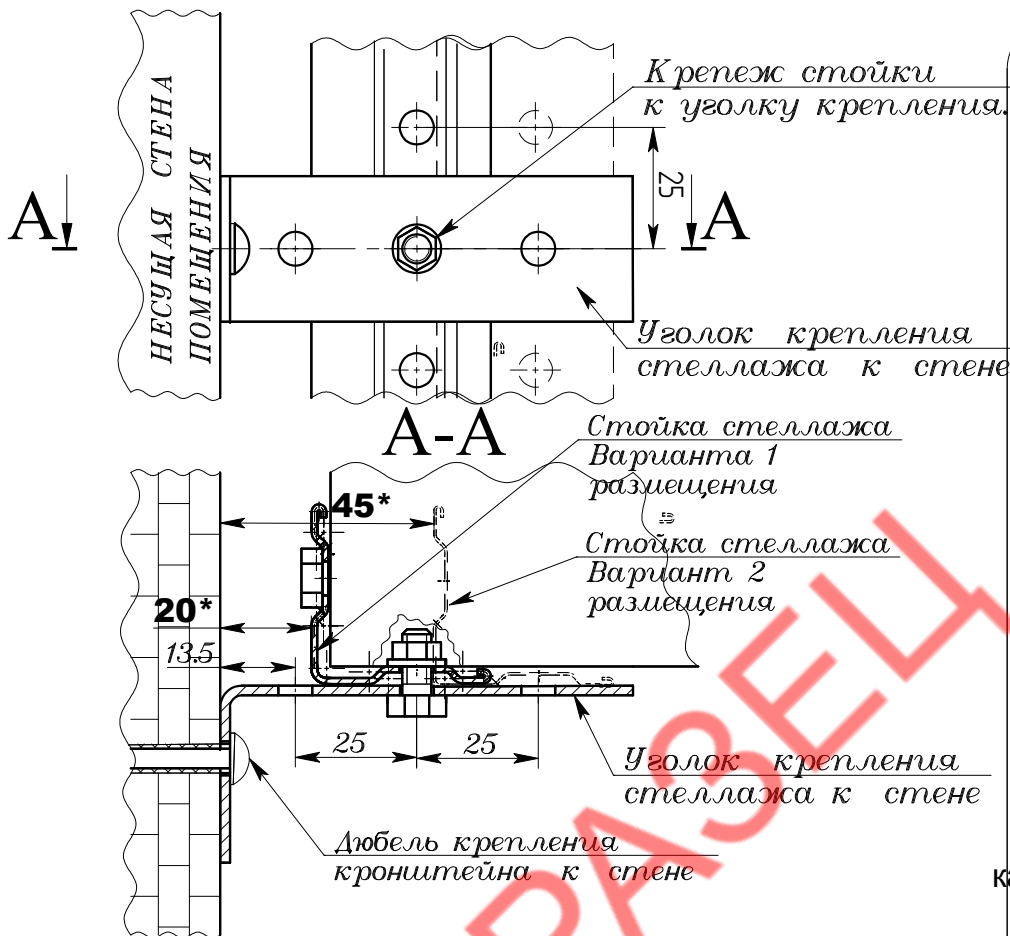 НЕСУЩАЯ СТЕНА
ПОМЕЩЕНИЯ
Крепеж стойки
к уголку крепления.
25
А
А
Уголок крепления
стеллажа к стене
А-А
Стойка стеллажа
Варианта 1
размещения
45*
Стойка стеллажа
Вариант 2
размещения
20*
13.5
25
25
Уголок крепления
стеллажа к стене
Дюбель крепления
кронштейна к стене